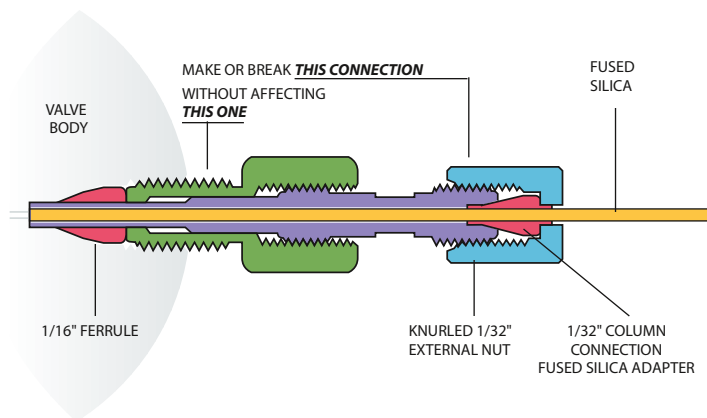 MAKE OR BREAK THIS CONNECTION
WITHOUT AFFECTING
THIS ONE
FUSED
SILICA
VALVE
BODY
1/16" FERRULE
KNURLED 1/32"
EXTERNAL NUT
1/32" COLUMN
CONNECTION
FUSED SILICA ADAPTER